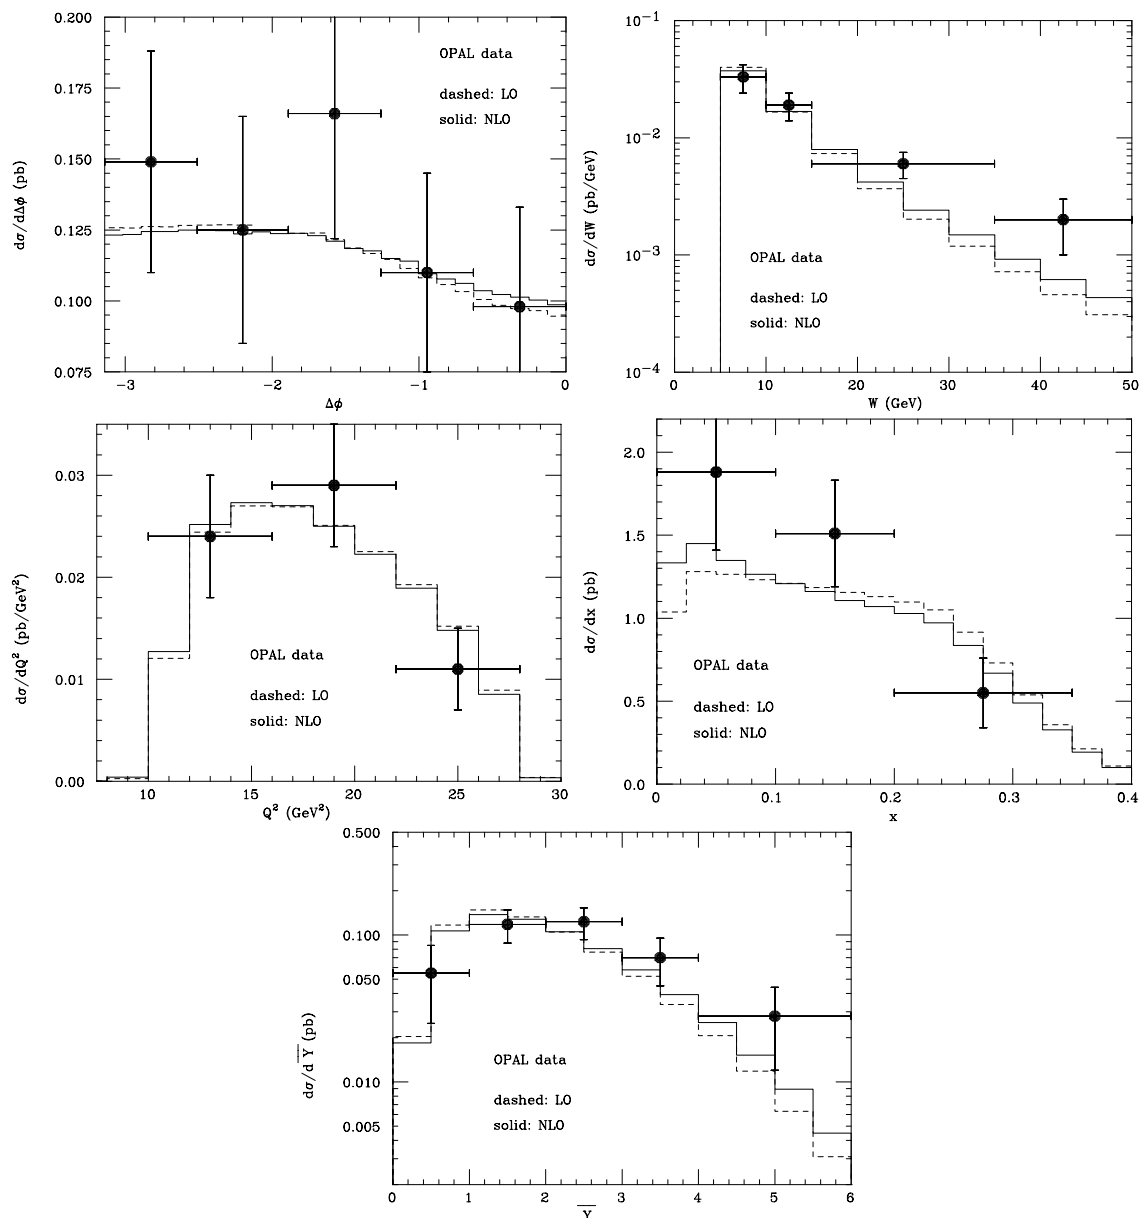 0.200
0.175
0.150
0.125
0.100
0.075
dσ/dΔϕ (pb)
OPAL data
dashed: LO
solid: NLO
−3
−2
−1
0
Δϕ
10⁻¹
10⁻²
10⁻³
10⁻⁴
dσ/dW (pb/GeV)
OPAL data
dashed: LO
solid: NLO
0
10
20
30
40
50
W (GeV)
0.03
0.02
0.01
0.00
dσ/dQ² (pb/GeV²)
OPAL data
dashed: LO
solid: NLO
10
15
20
25
30
Q² (GeV²)
2.0
1.5
1.0
0.5
0.0
dσ/dx (pb)
OPAL data
dashed: LO
solid: NLO
0
0.1
0.2
0.3
0.4
x
0.500
0.100
0.050
0.010
0.005
dσ/dY̅ (pb)
OPAL data
dashed: LO
solid: NLO
0
1
2
3
4
5
6
Y̅